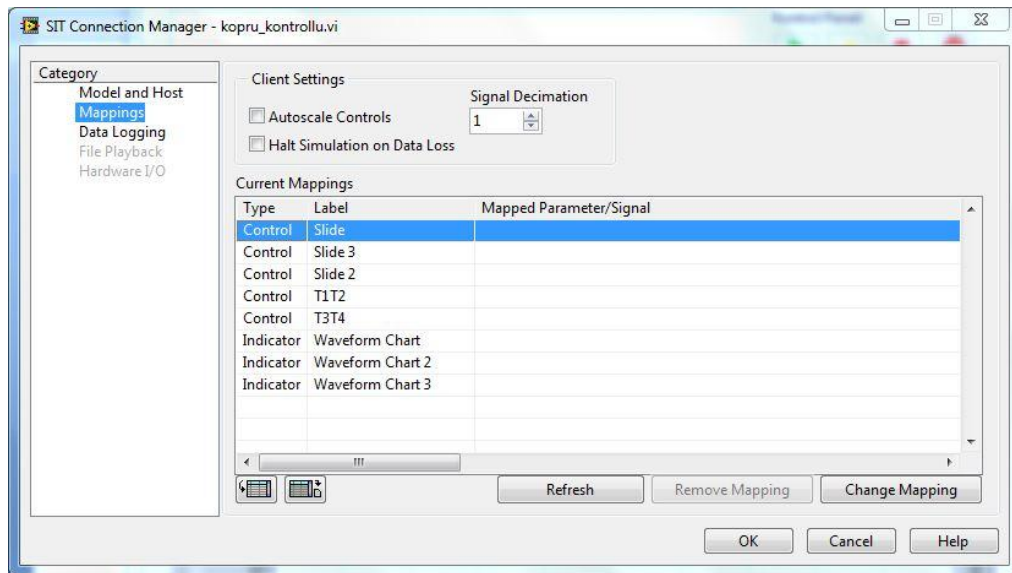 SIT Connection Manager - kopru_kontrollu.vi
Category
Model and Host
Mappings
Data Logging
File Playback
Hardware I/O
Client Settings
Autoscale Controls
Halt Simulation on Data Loss
Signal Decimation
1
Current Mappings
Type Label Mapped Parameter/Signal
Control Slide
Control Slide 3
Control Slide 2
Control T1T2
Control T3T4
Indicator Waveform Chart
Indicator Waveform Chart 2
Indicator Waveform Chart 3
Refresh Remove Mapping Change Mapping
OK Cancel Help